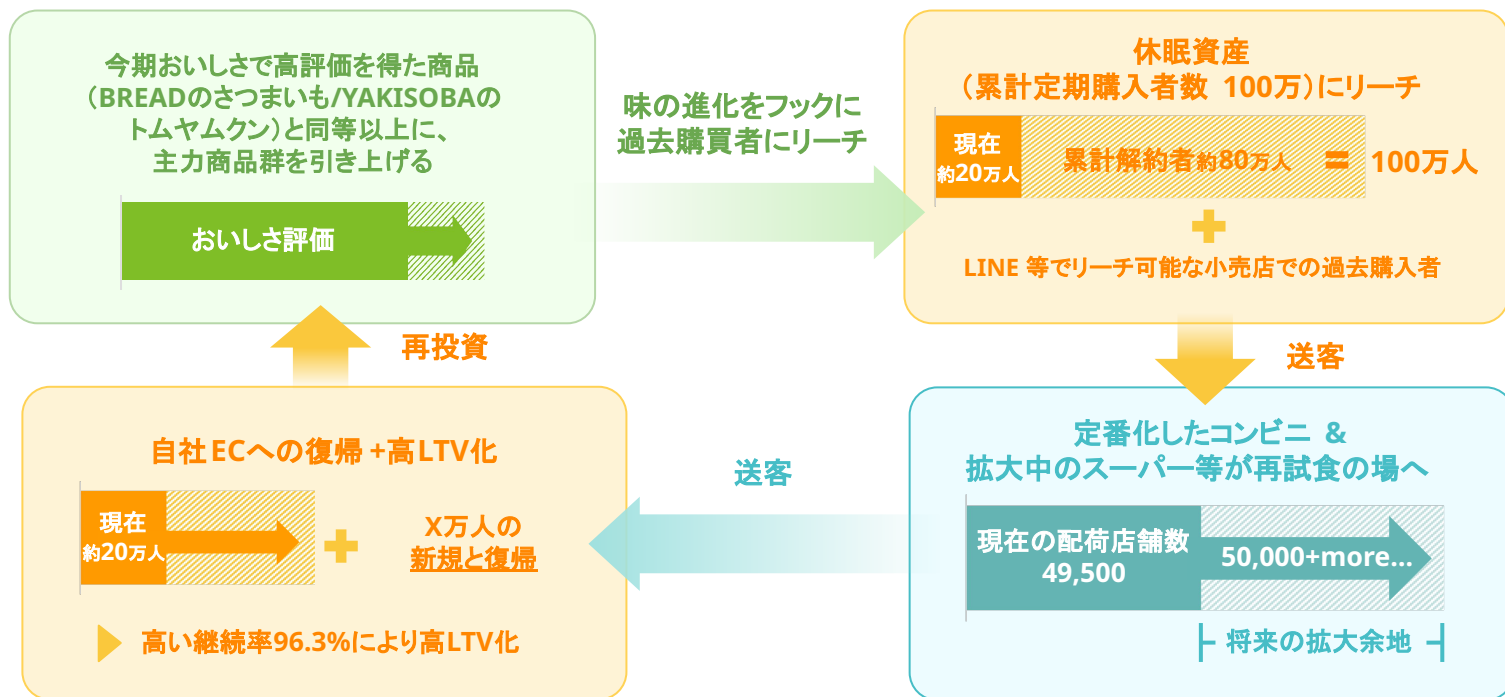 今期おいしさで高評価を得た商品
（BREADのさつまいも/YAKISOBAの
トムヤムクン）と同等以上に、
主力商品群を引き上げる
おいしさ評価
味の進化をフックに
過去購買者にリーチ
休眠資産
（累計定期購入者数 100万）にリーチ
現在
約20万人
累計解約者約80万人 = 100万人
+
LINE 等でリーチ可能な小売店での過去購入者
再投資
送客
自社ECへの復帰+高LTV化
現在
約20万人
+
X万人の
新規と復帰
高い継続率96.3%により高LTV化
送客
定番化したコンビニ &
拡大中のスーパー等が再試食の場へ
現在の配荷店舗数
49,500
50,000+more...
将来の拡大余地